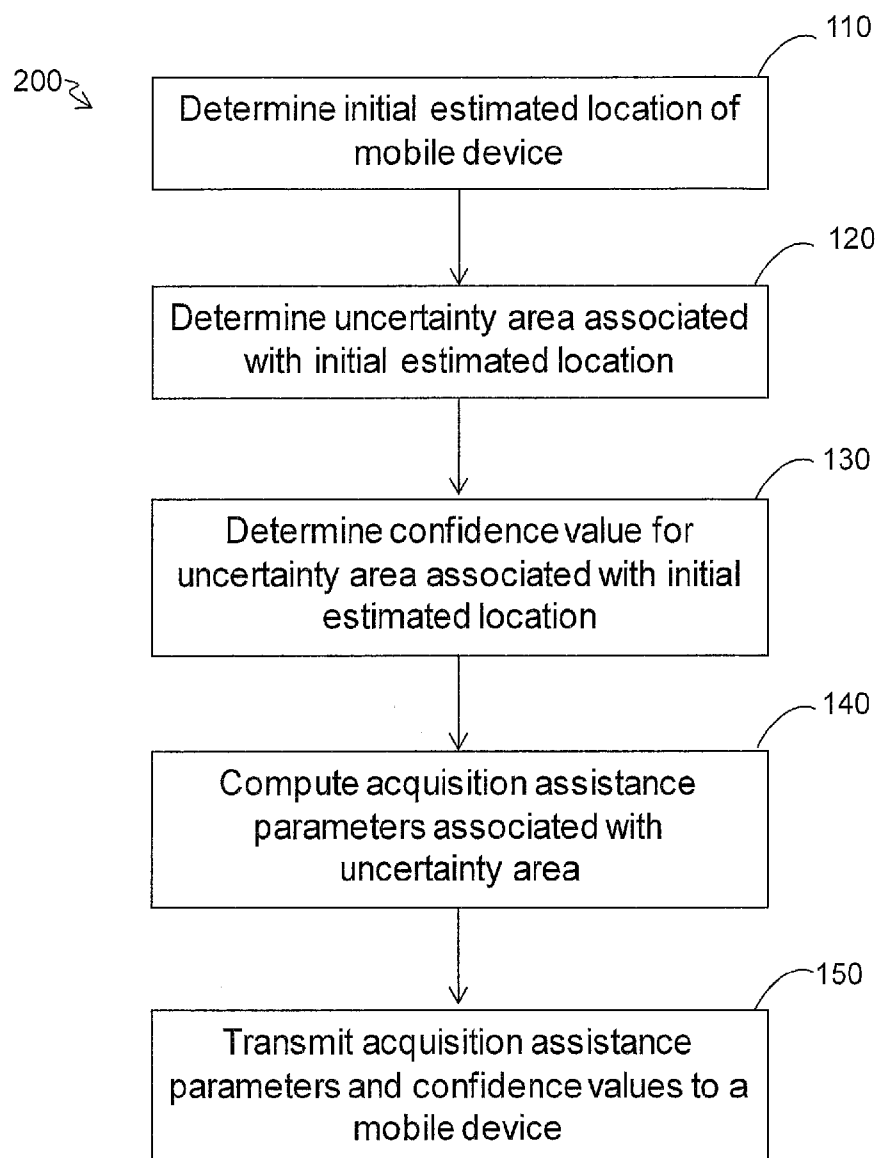 110
200
Determine initial estimated location of
mobile device
120
Determine uncertainty area associated
with initial estimated location
130
Determine confidence value for
uncertainty area associated with initial
estimated location
140
Compute acquisition assistance
parameters associated with
uncertainty area
150
Transmit acquisition assistance
parameters and confidence values to a
mobile device